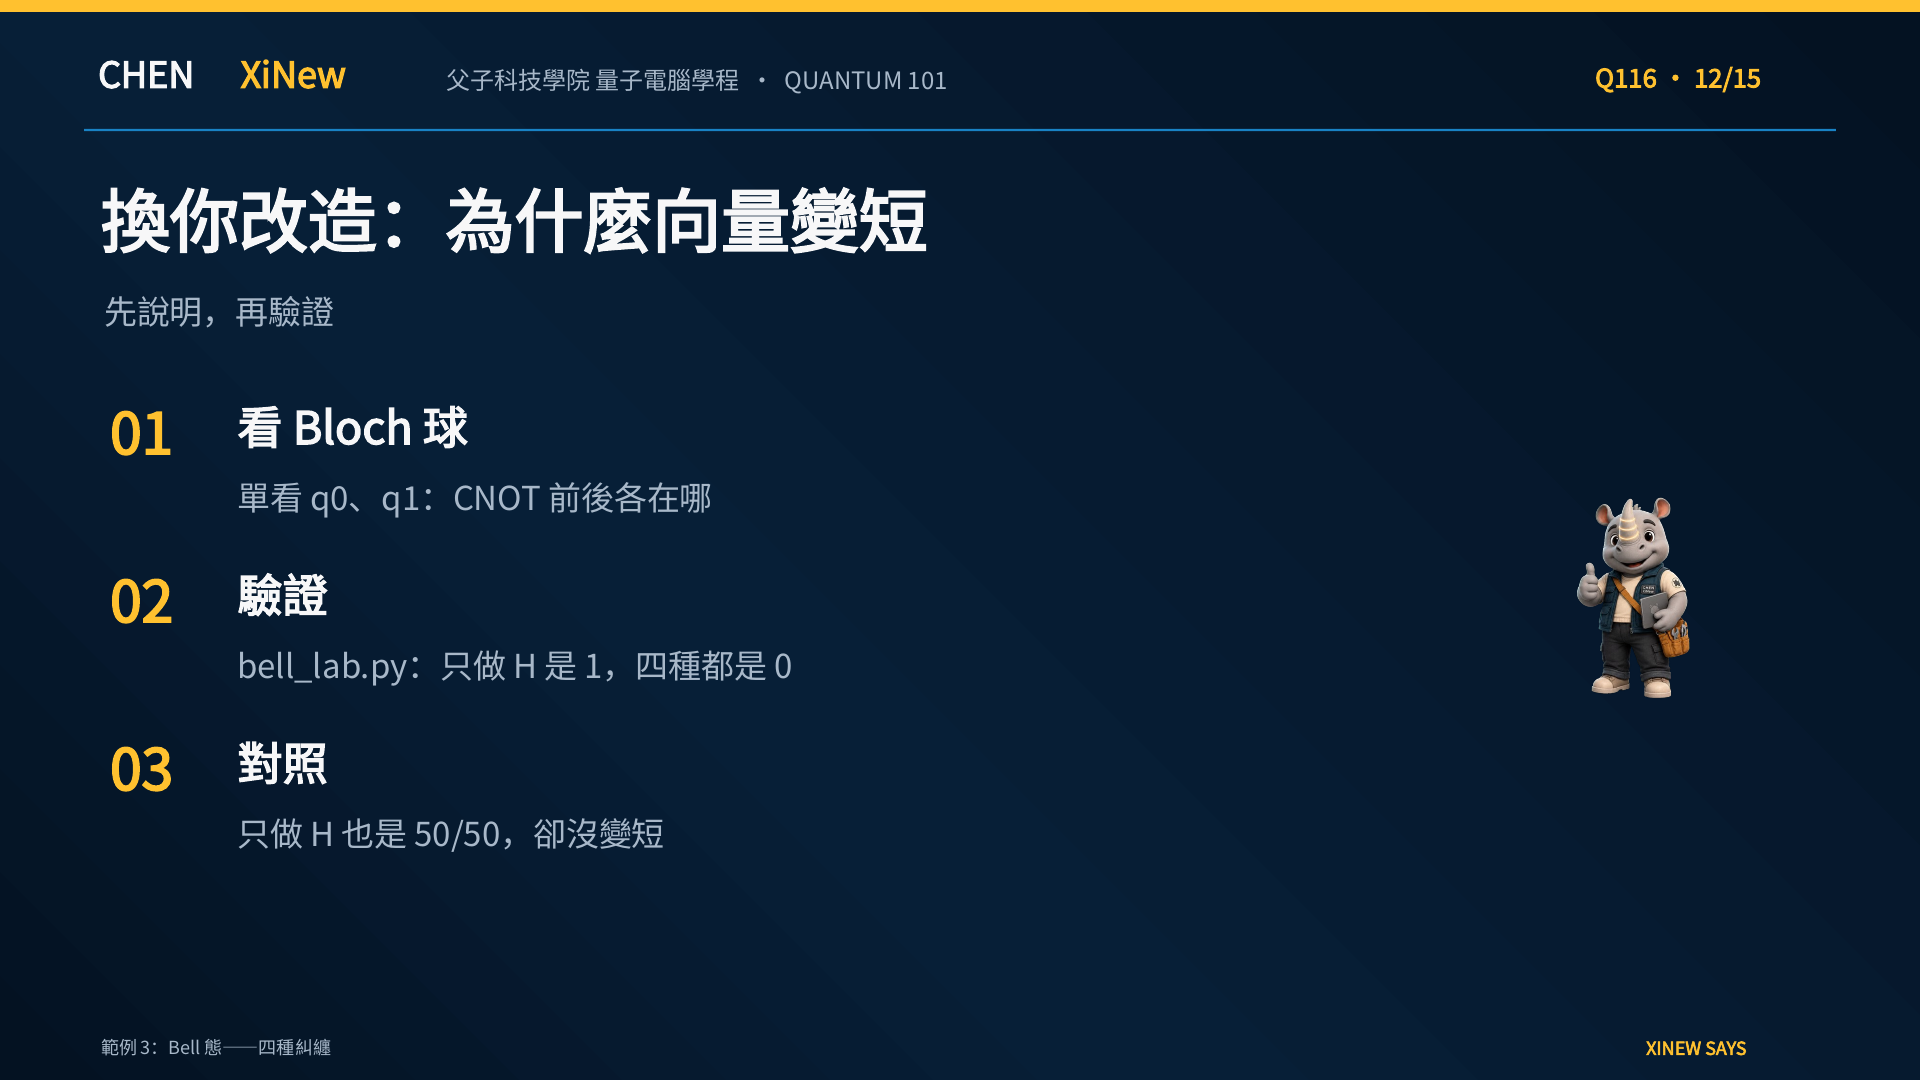 CHEN XiNew 父子科技學院 量子電腦學程 · QUANTUM 101 Q116 · 12/15
換你改造：為什麼向量變短
先說明，再驗證
01 看 Bloch 球
單看 q0、q1：CNOT 前後各在哪
02 驗證
bell_lab.py：只做 H 是 1，四種都是 0
03 對照
只做 H 也是 50/50，卻沒變短
範例 3：Bell 態——四種糾纏 XINEW SAYS